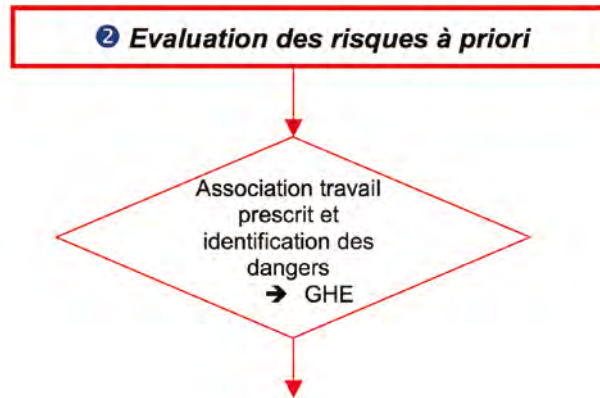 ❷ Evaluation des risques à priori
Association travail
prescrit et
identification des
dangers
➔ GHE